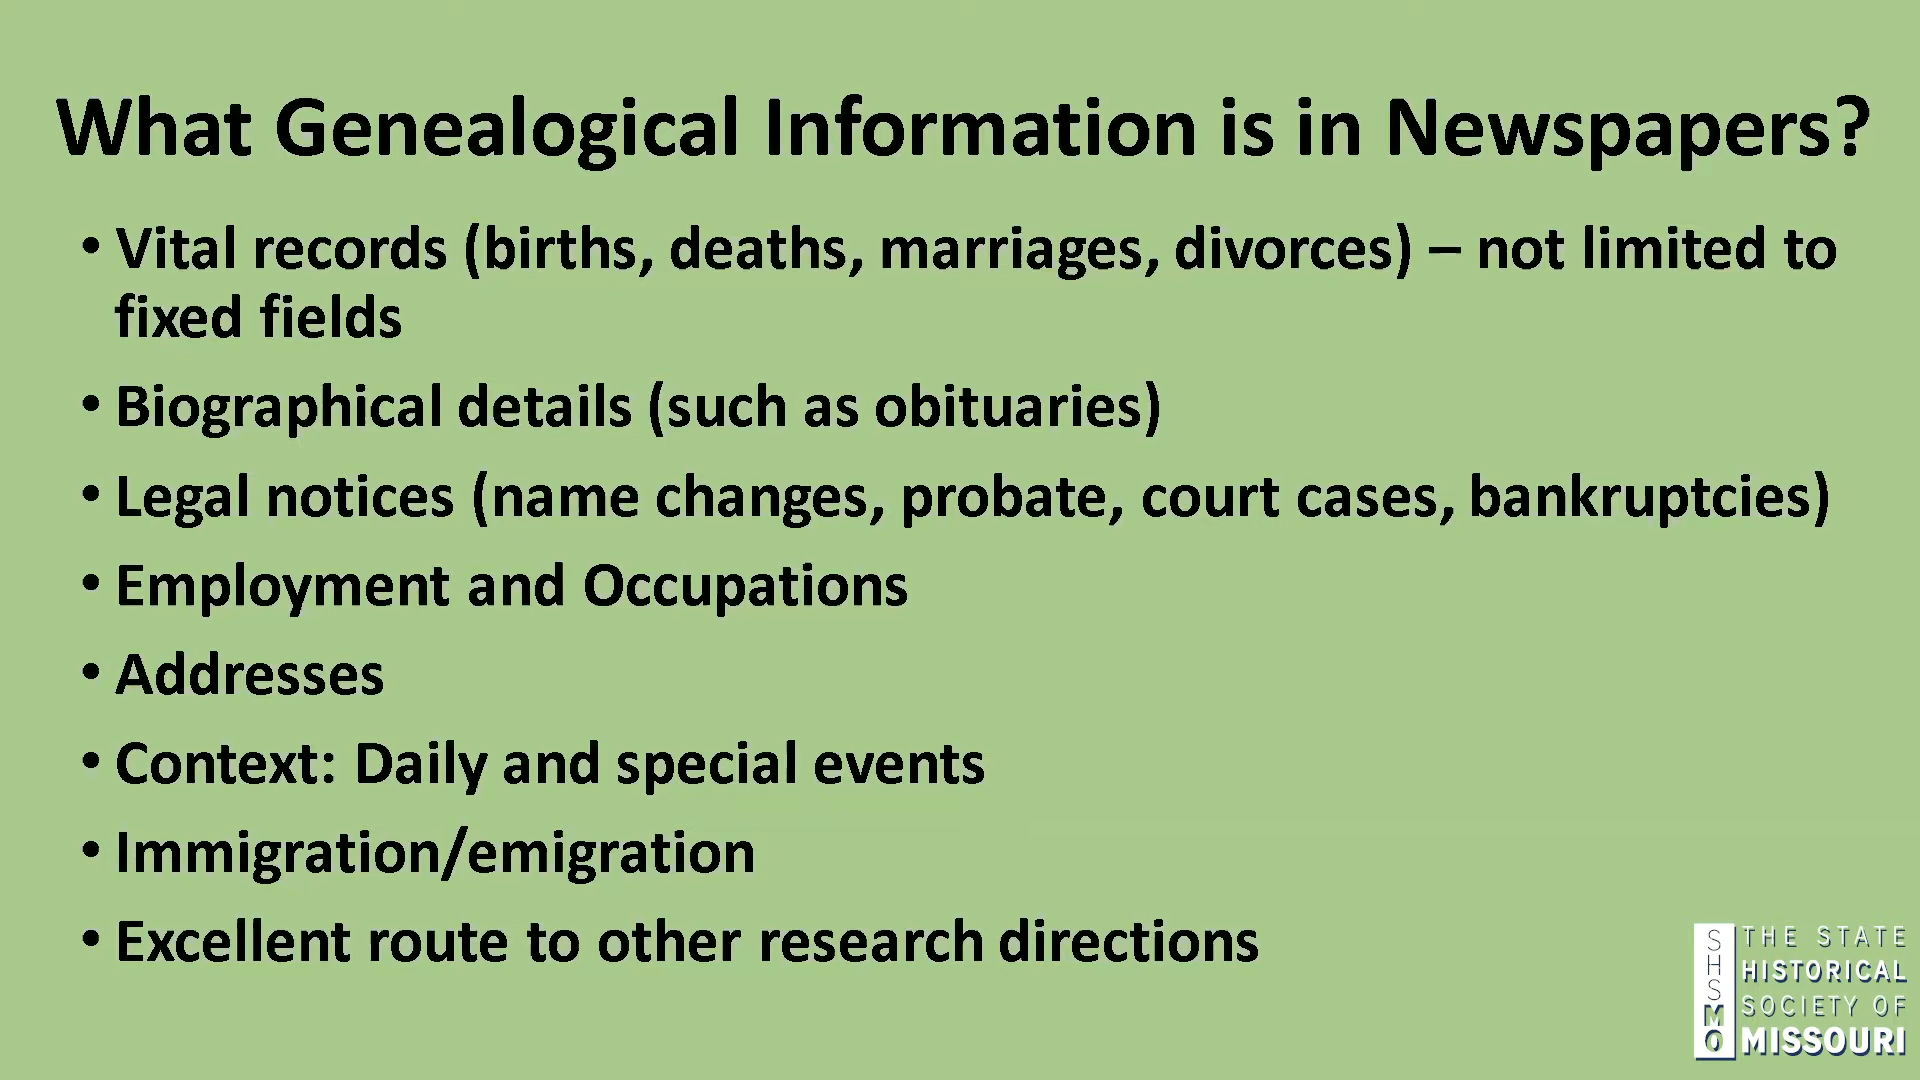 What Genealogical Information is in Newspapers?
• Vital records (births, deaths, marriages, divorces) – not limited to
fixed fields
• Biographical details (such as obituaries)
• Legal notices (name changes, probate, court cases, bankruptcies)
• Employment and Occupations
• Addresses
• Context: Daily and special events
• Immigration/emigration
• Excellent route to other research directions
SHSMO
THE STATE
HISTORICAL
SOCIETY OF
MISSOURI